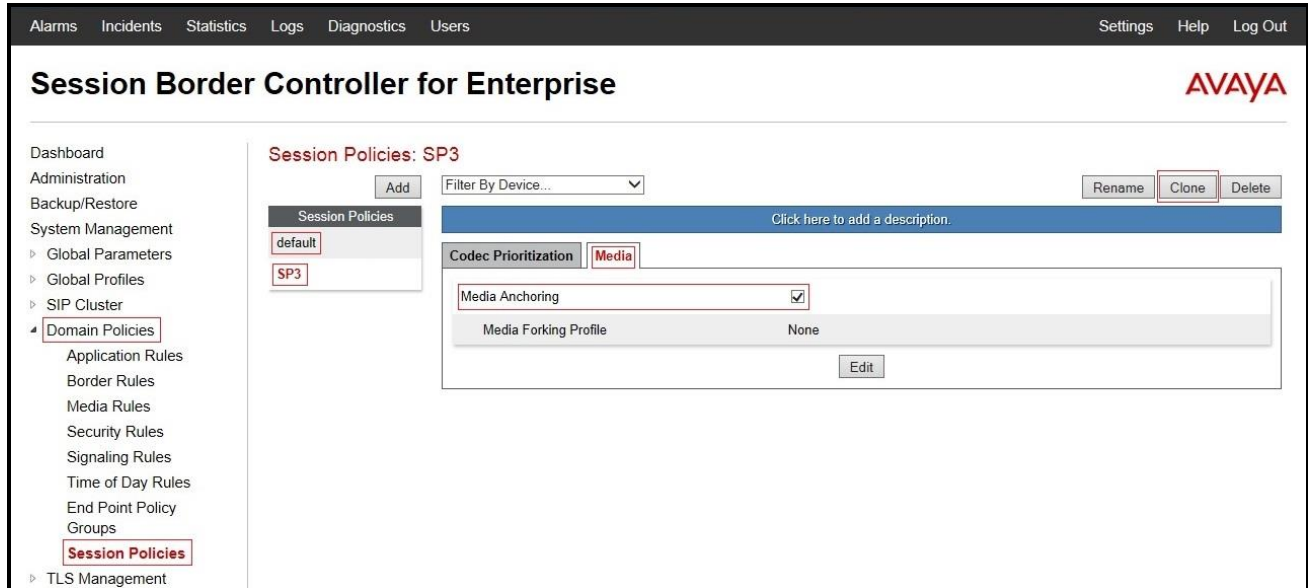 Alarms Incidents Statistics Logs Diagnostics Users Settings Help Log Out
Session Border Controller for Enterprise
AVAYA
Dashboard
Administration
Backup/Restore
System Management
Global Parameters
Global Profiles
SIP Cluster
Domain Policies
Application Rules
Border Rules
Media Rules
Security Rules
Signaling Rules
Time of Day Rules
End Point Policy
Groups
Session Policies
TLS Management
Session Policies: SP3
Add
Filter By Device...
Rename Clone Delete
Session Policies
default
SP3
Click here to add a description.
Codec Prioritization Media
Media Anchoring
Media Forking Profile None
Edit